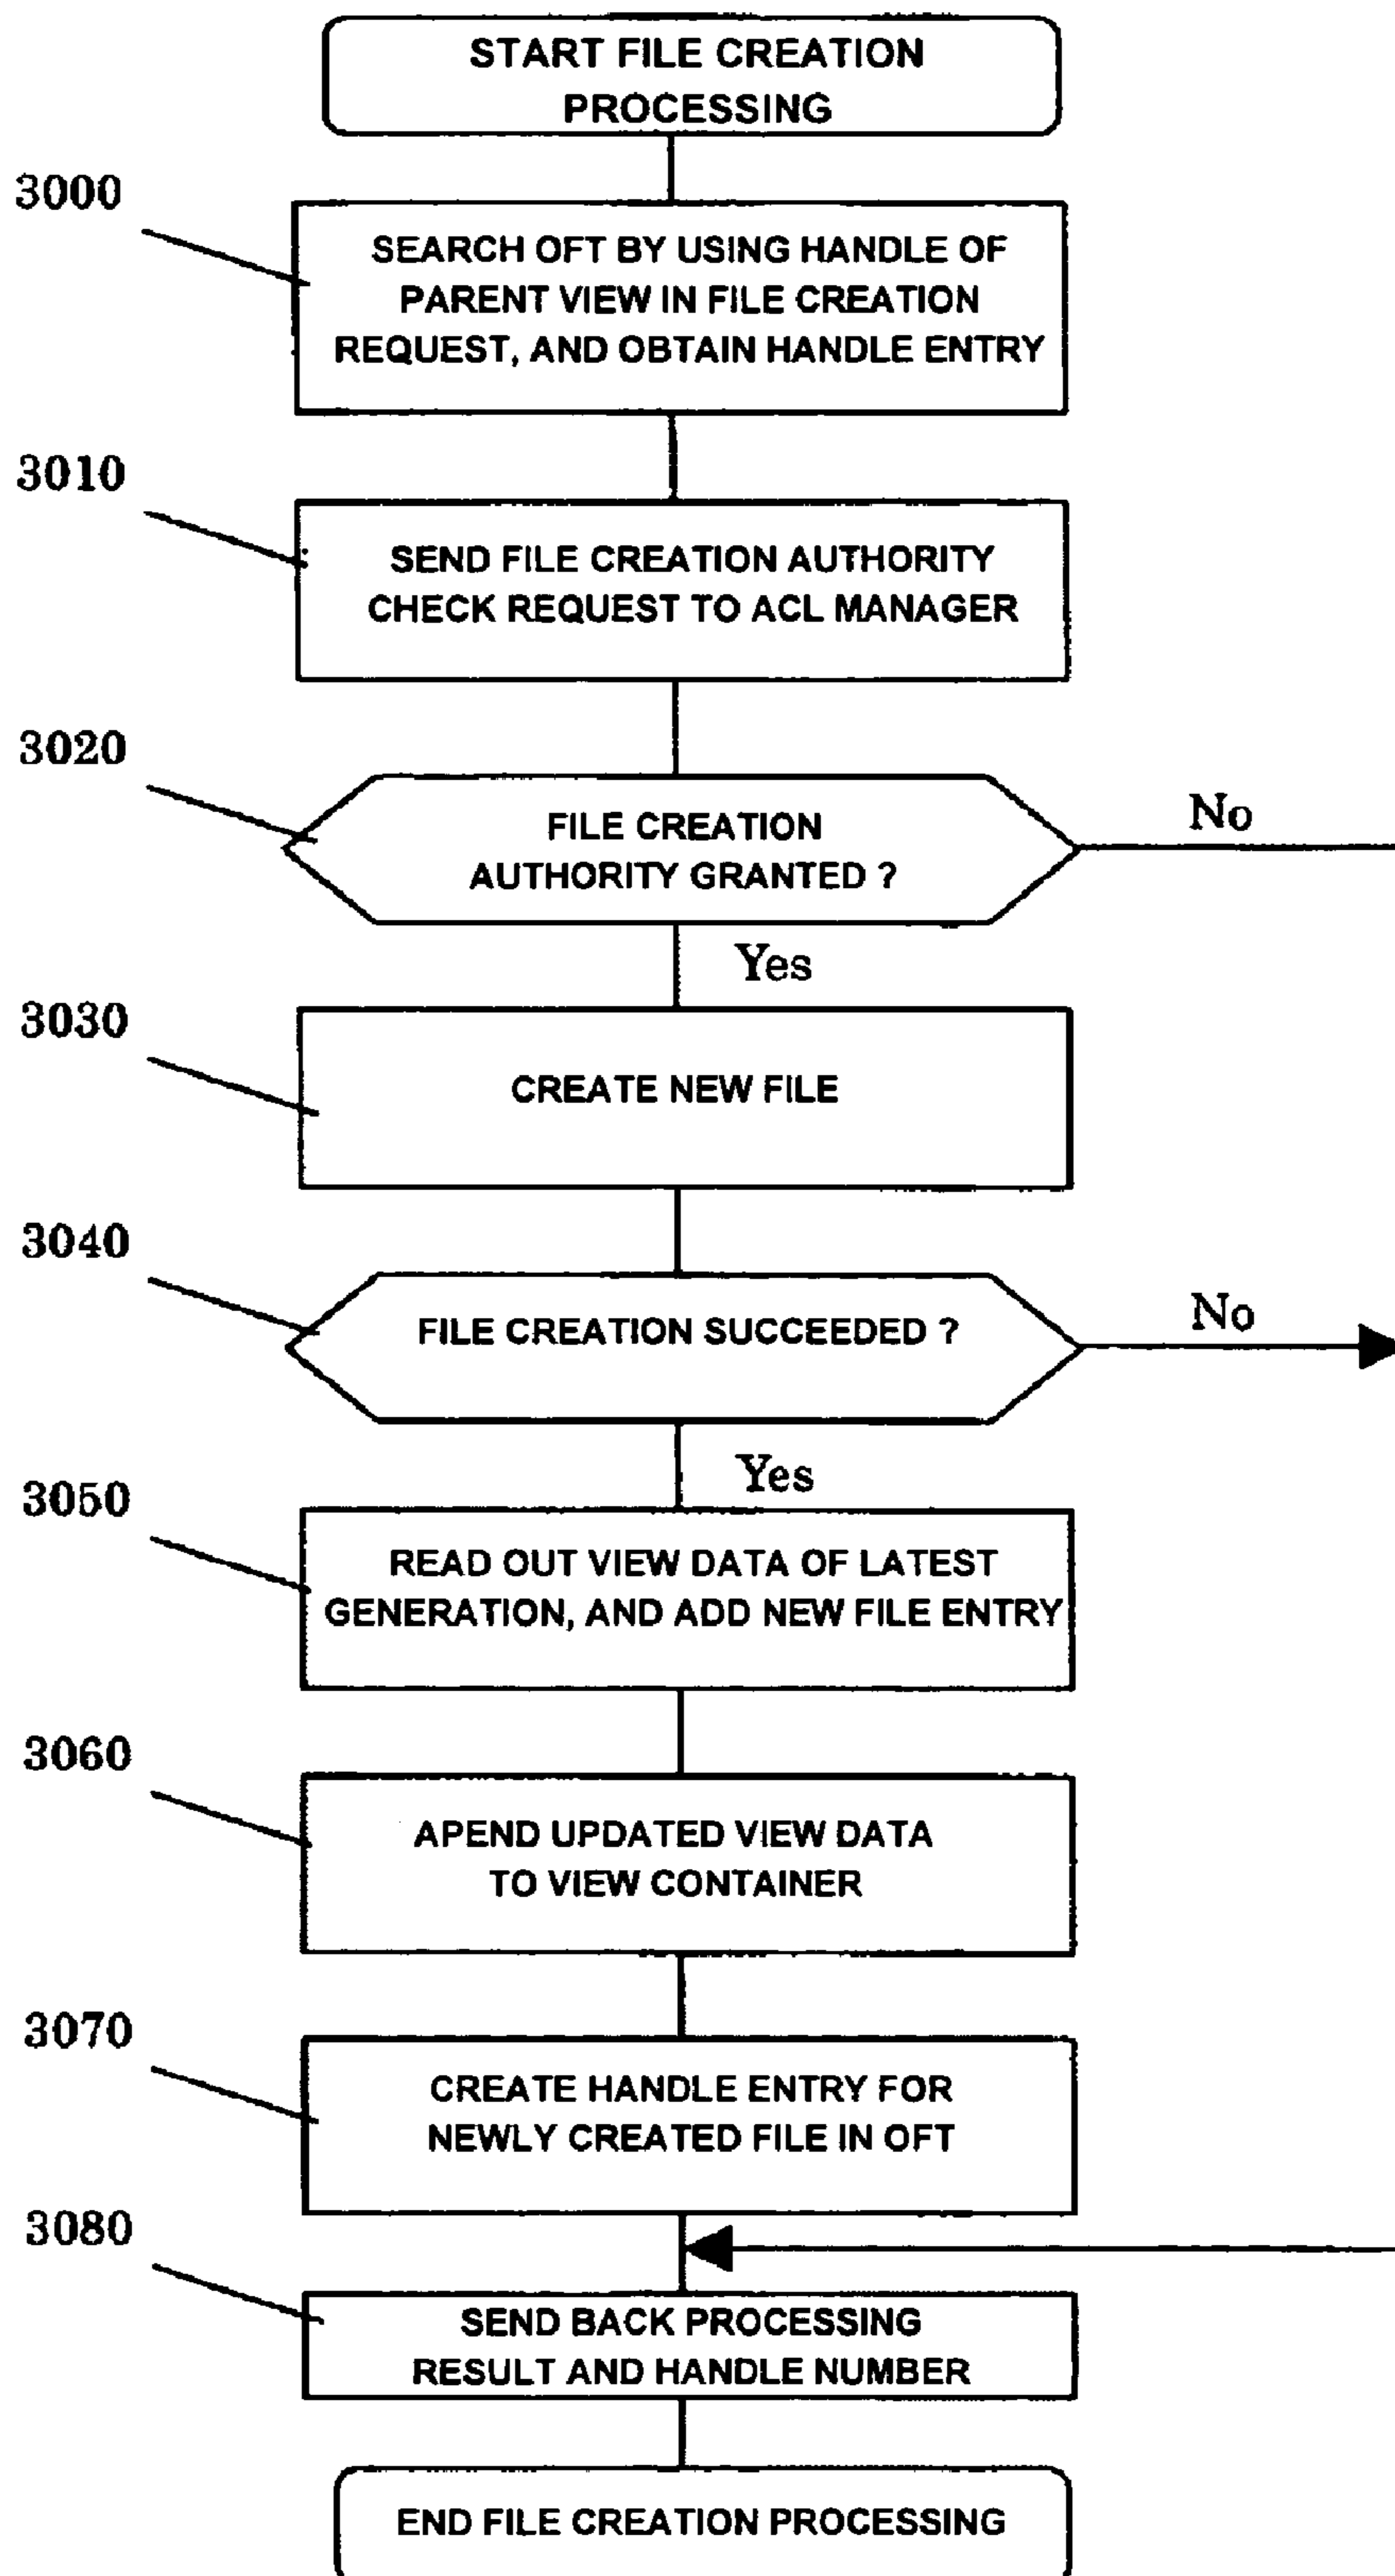 START FILE CREATION
PROCESSING
3000
SEARCH OFT BY USING HANDLE OF
PARENT VIEW IN FILE CREATION
REQUEST, AND OBTAIN HANDLE ENTRY
3010
SEND FILE CREATION AUTHORITY
CHECK REQUEST TO ACL MANAGER
3020
FILE CREATION
AUTHORITY GRANTED ?
No
Yes
3030
CREATE NEW FILE
3040
FILE CREATION SUCCEEDED ?
No
Yes
3050
READ OUT VIEW DATA OF LATEST
GENERATION, AND ADD NEW FILE ENTRY
3060
APEND UPDATED VIEW DATA
TO VIEW CONTAINER
3070
CREATE HANDLE ENTRY FOR
NEWLY CREATED FILE IN OFT
3080
SEND BACK PROCESSING
RESULT AND HANDLE NUMBER
END FILE CREATION PROCESSING